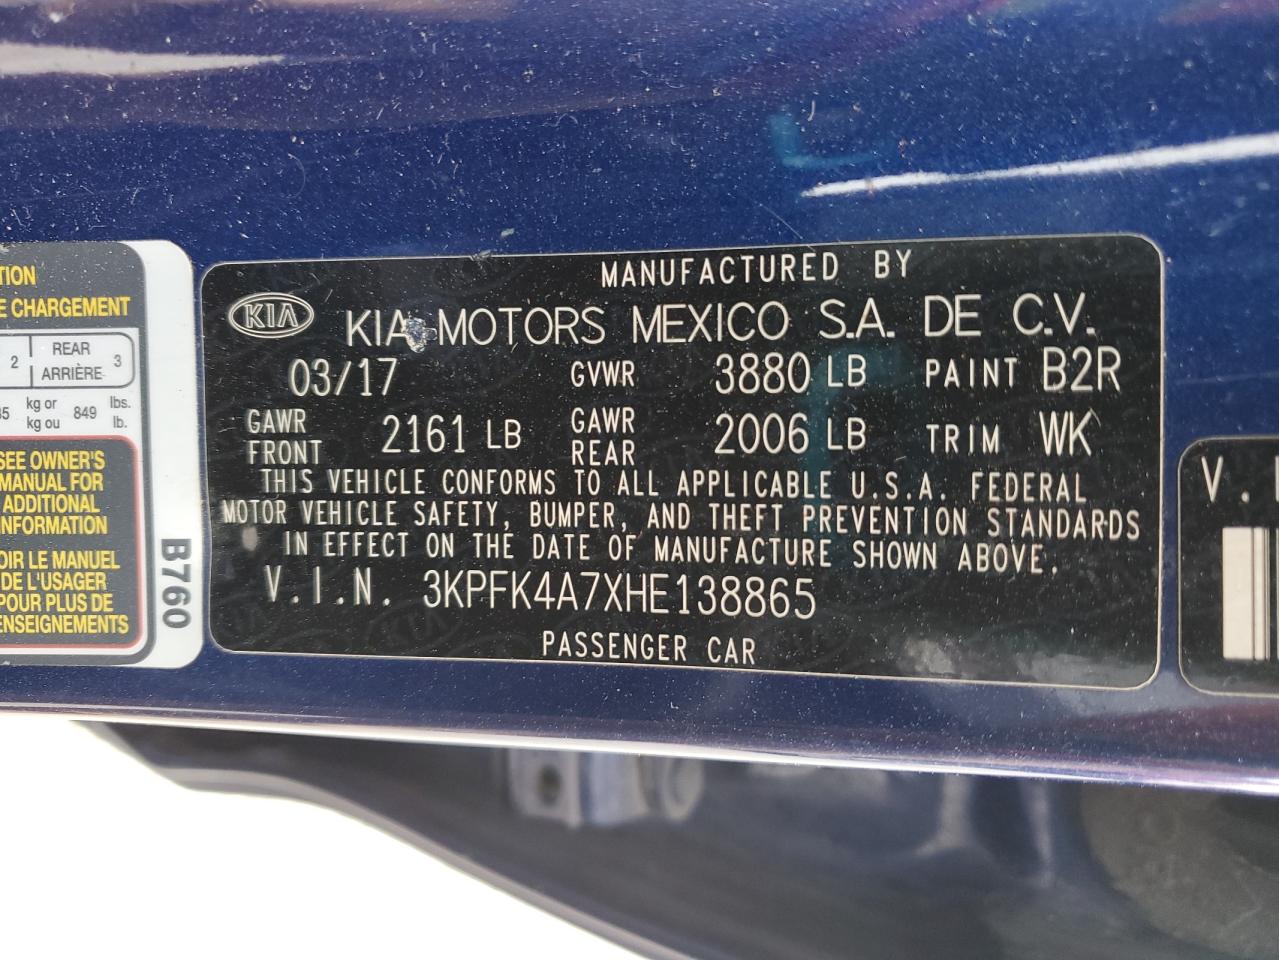 TION
E CHARGEMENT
2 REAR ARRIÈRE 3
35 kg or kg ou 849 lbs. lb.
SEE OWNER'S
MANUAL FOR
ADDITIONAL
INFORMATION
OIR LE MANUEL
DE L'USAGER
POUR PLUS DE
ENSEIGNEMENTS
B760
MANUFACTURED BY
KIA KIA MOTORS MEXICO S.A. DE C.V.
03/17 GVWR 3880 LB PAINT B2R
GAWR FRONT 2161 LB GAWR REAR 2006 LB TRIM WK
THIS VEHICLE CONFORMS TO ALL APPLICABLE U.S.A. FEDERAL
MOTOR VEHICLE SAFETY, BUMPER, AND THEFT PREVENTION STANDARDS
IN EFFECT ON THE DATE OF MANUFACTURE SHOWN ABOVE.
V.I.N. 3KPFK4A7XHE138865
PASSENGER CAR
V.I